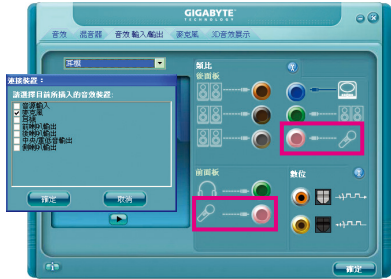 GIGABYTE
TECHNOLOGY
音效 混音器 音效輸入/輸出 麥克風 3D音效展示
耳機
類比
後面板
連接裝置：
請選擇目前所插入的音效裝置：
音源輸入
麥克風
耳機
前喇叭輸出
後喇叭輸出
中央/重低音輸出
側喇叭輸出
確定
取消
前面板
數位
確定